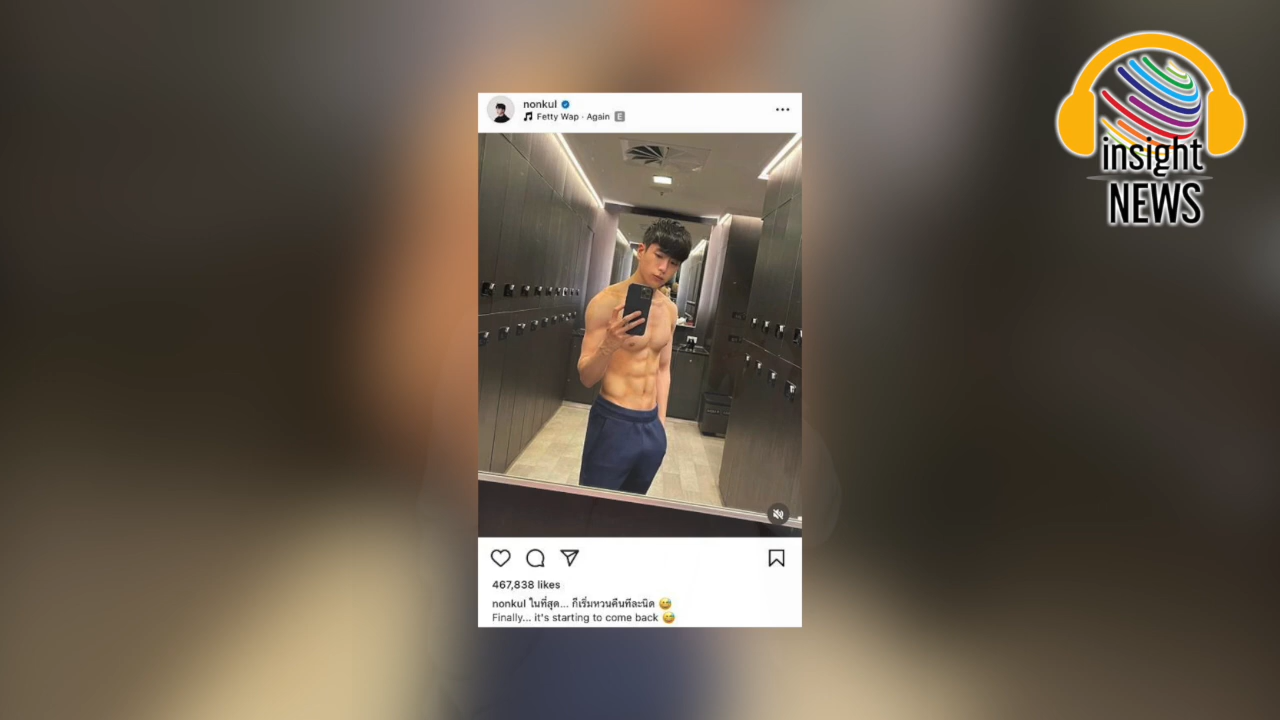 nonkul
Fetty Wap · Again E
467,838 likes
nonkul ในที่สุด... ก็เริ่มหวนคืนทีละนิด 😅
Finally... it's starting to come back 😅
insight
NEWS